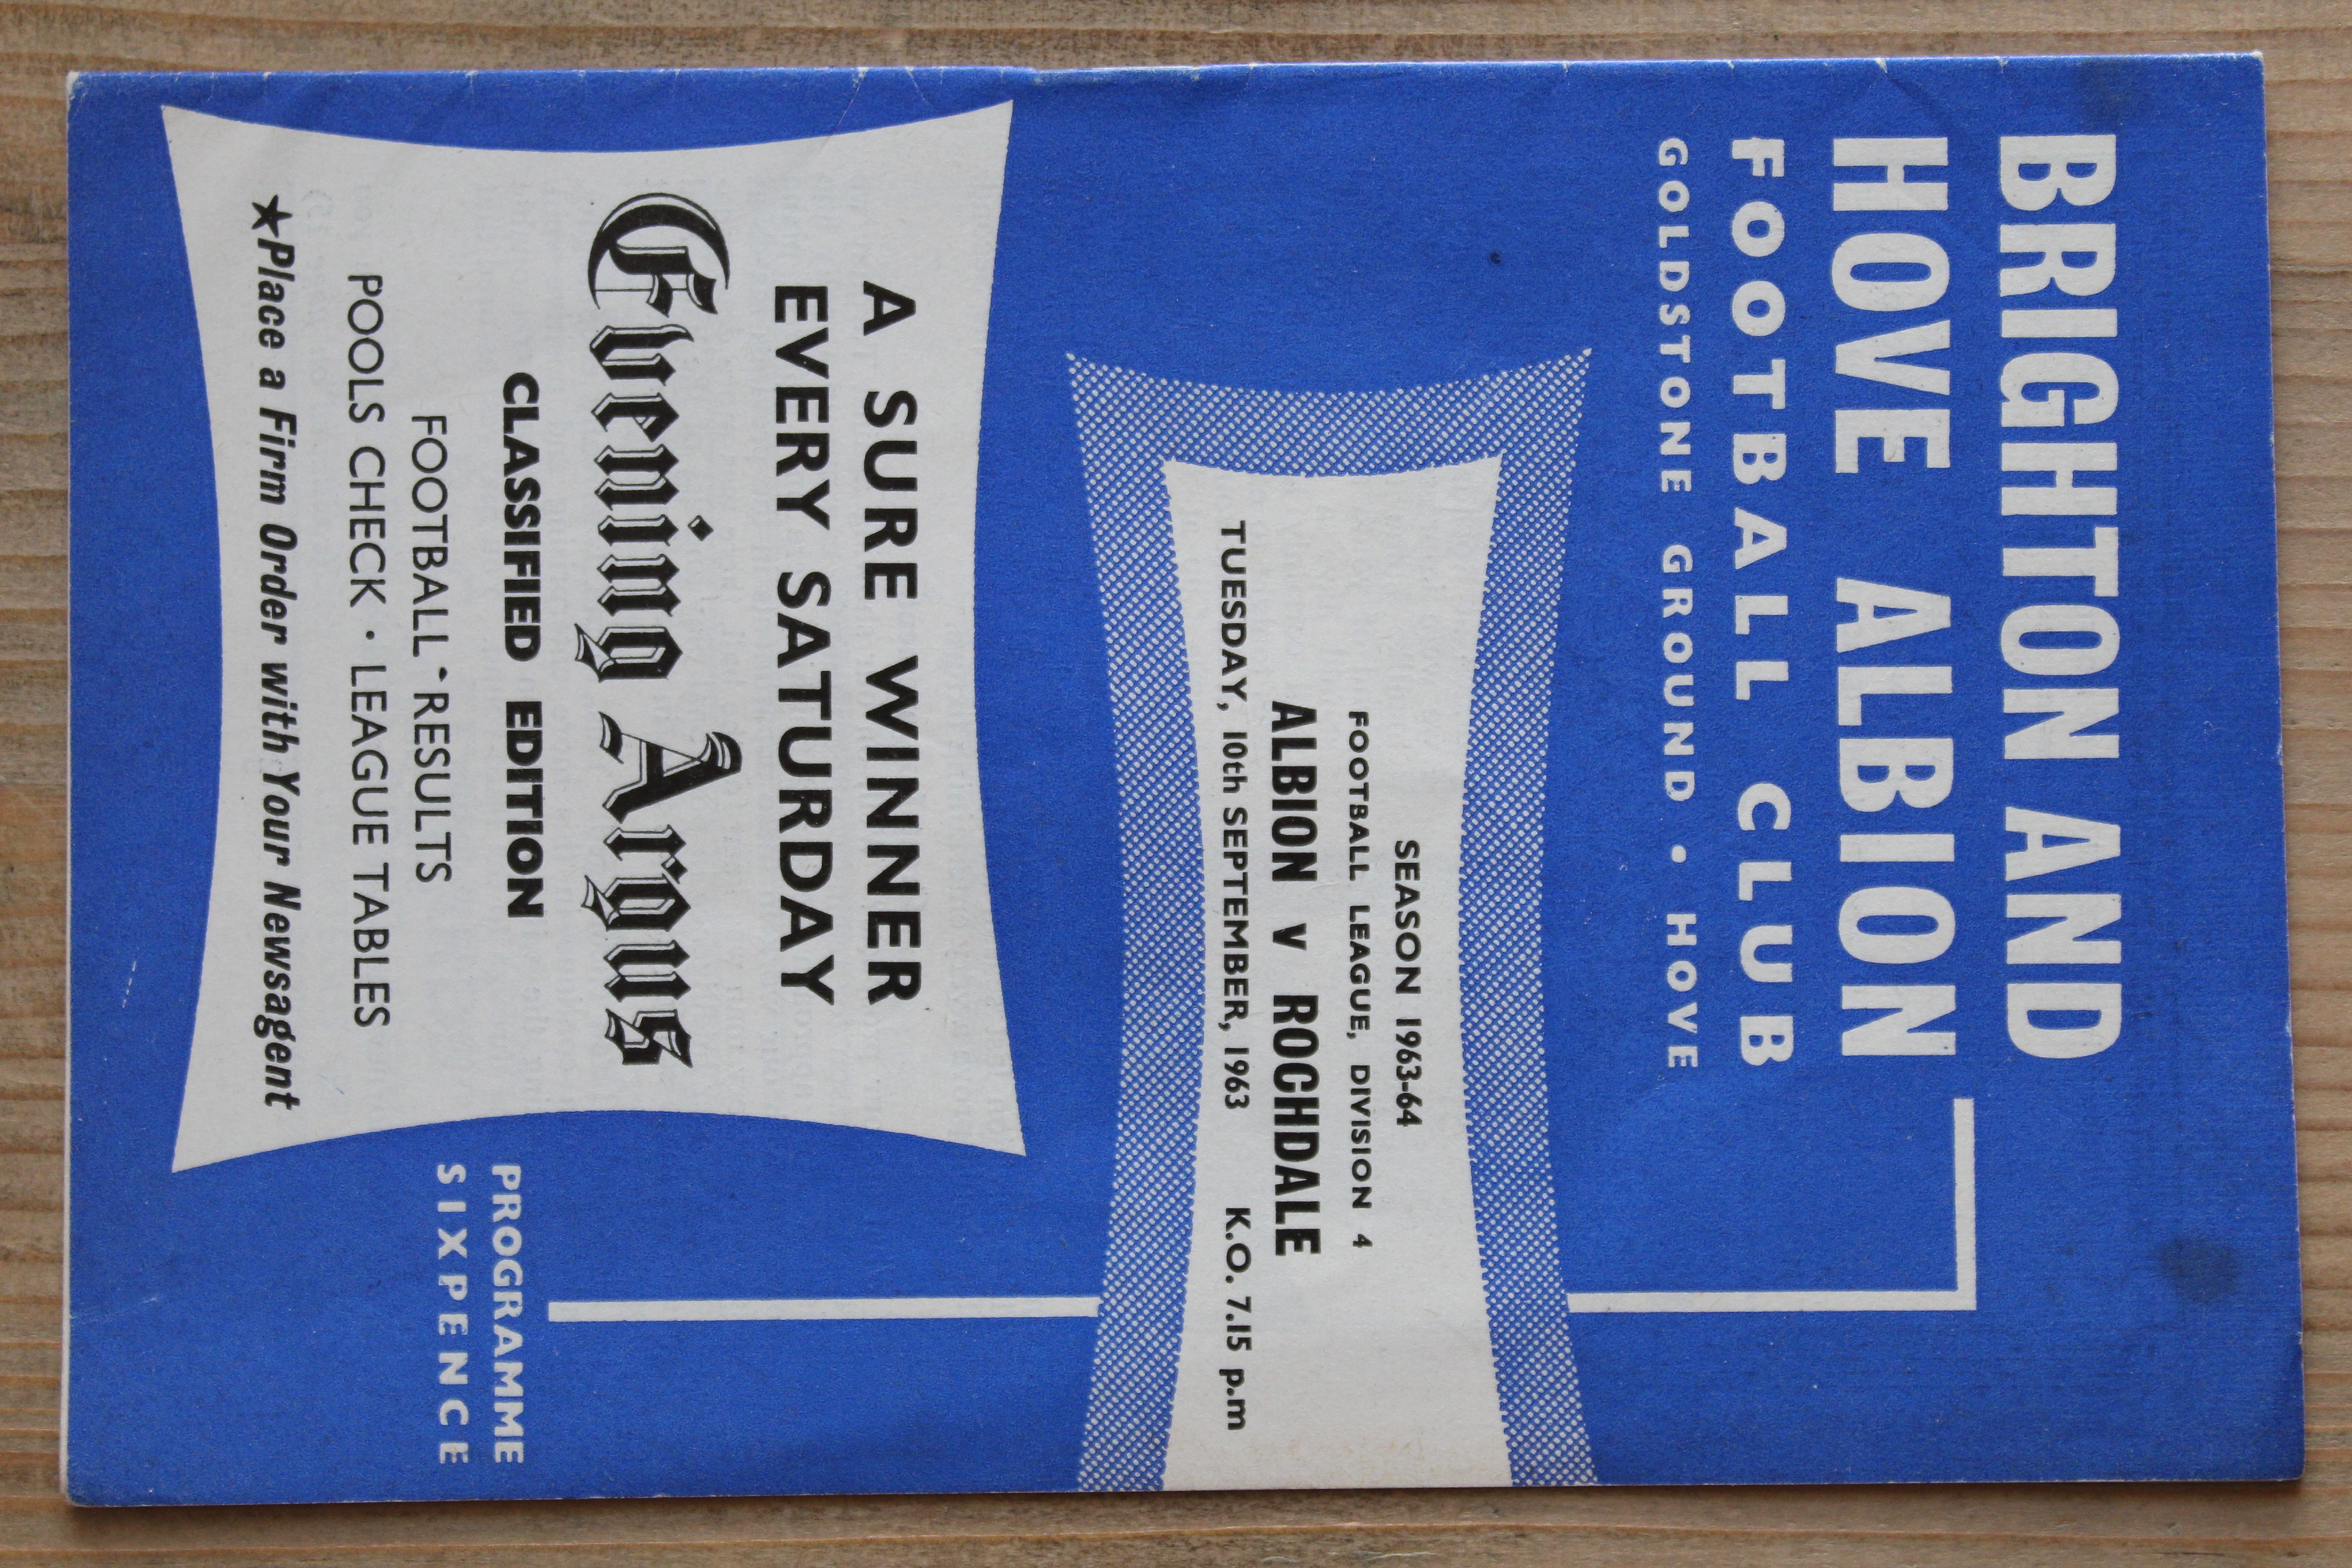 BRIGHTON AND
HOVE ALBION
FOOTBALL CLUB
GOLDSTONE GROUND • HOVE
SEASON 1963-64
FOOTBALL LEAGUE, DIVISION 4
ALBION v ROCHDALE
TUESDAY, 10th SEPTEMBER, 1963 K.O. 7.15 p.m
A SURE WINNER
EVERY SATURDAY
Evening Argus
CLASSIFIED EDITION
FOOTBALL · RESULTS
POOLS CHECK · LEAGUE TABLES
★Place a Firm Order with Your Newsagent
PROGRAMME
SIXPENCE